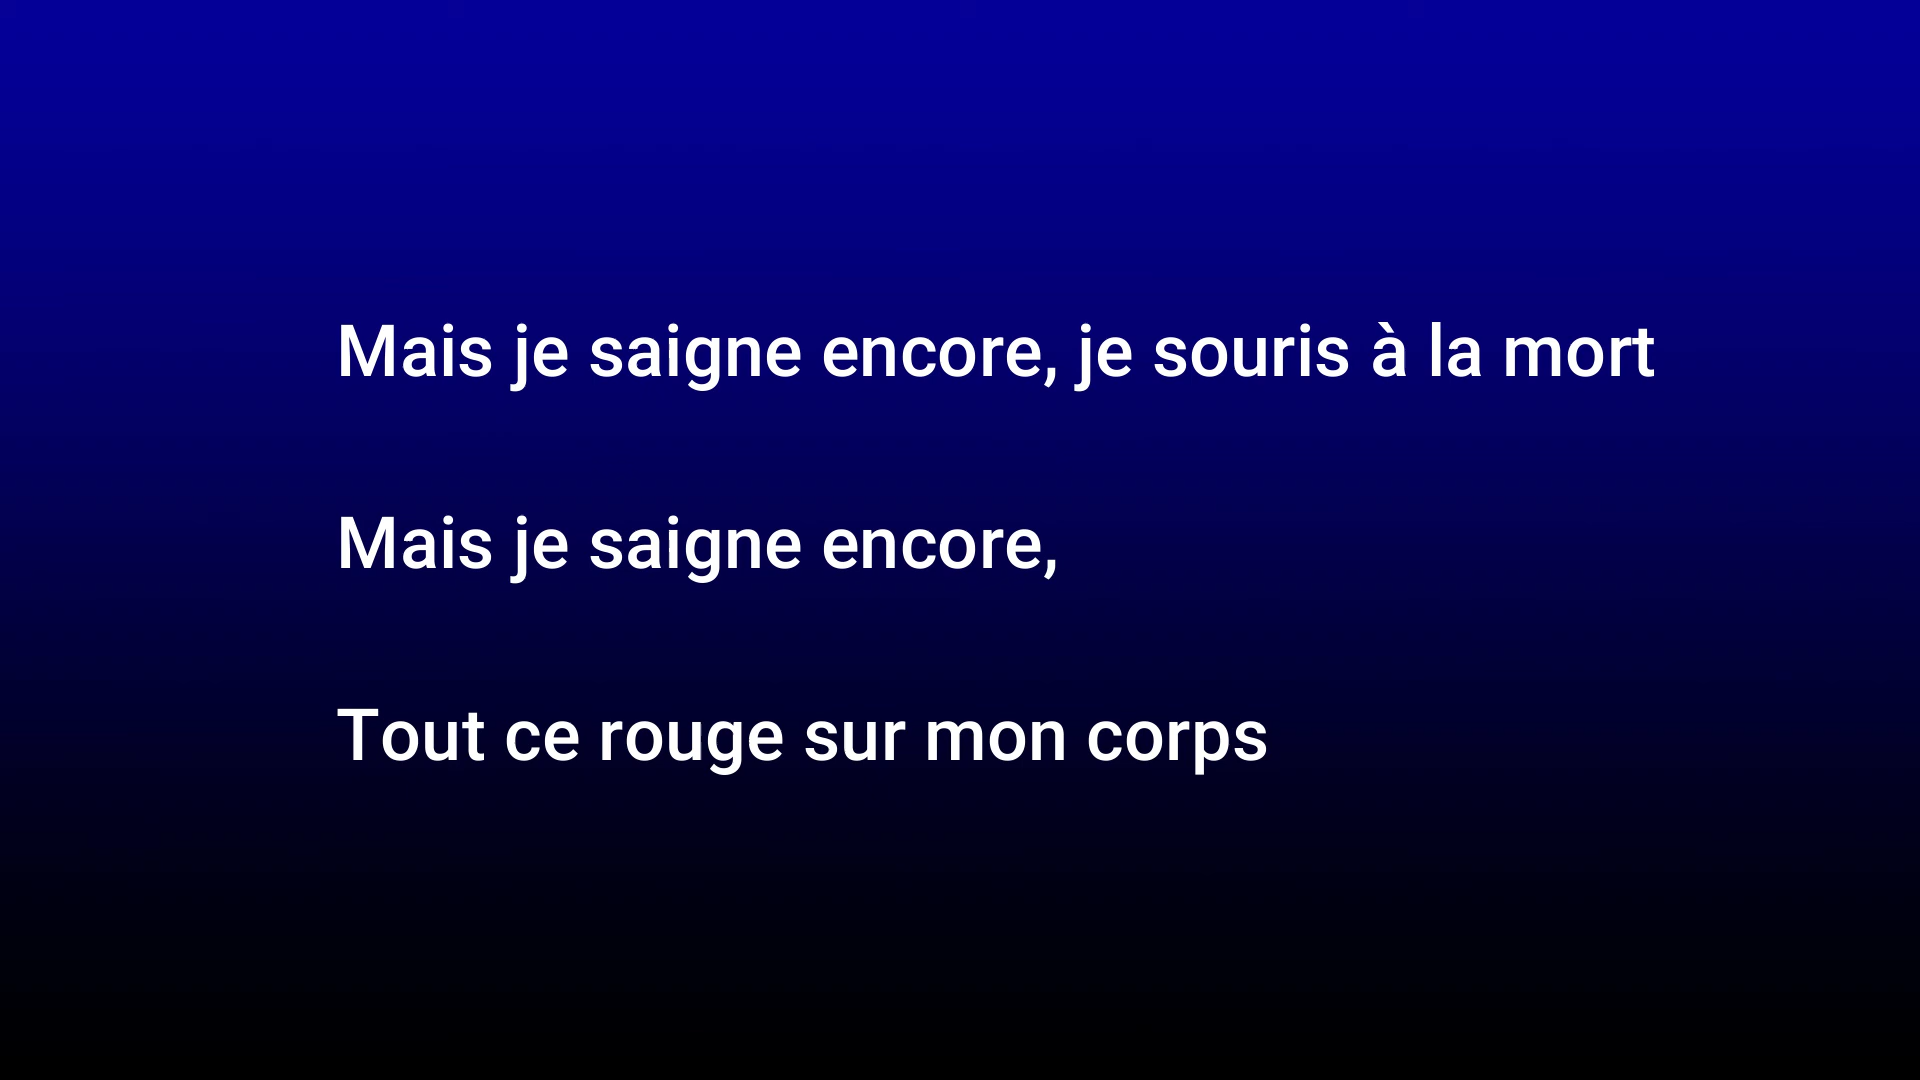 Mais je saigne encore, je souris à la mort
Mais je saigne encore,
Tout ce rouge sur mon corps